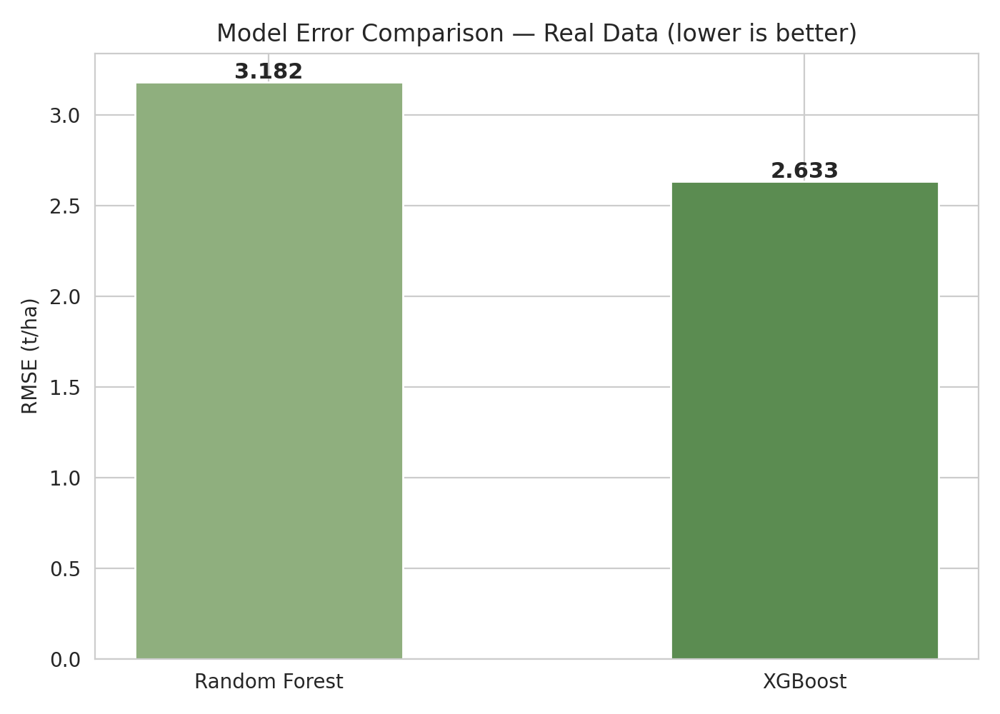 Model Error Comparison — Real Data (lower is better)
3.182
2.633
RMSE (t/ha)
3.0
2.5
2.0
1.5
1.0
0.5
0.0
Random Forest
XGBoost